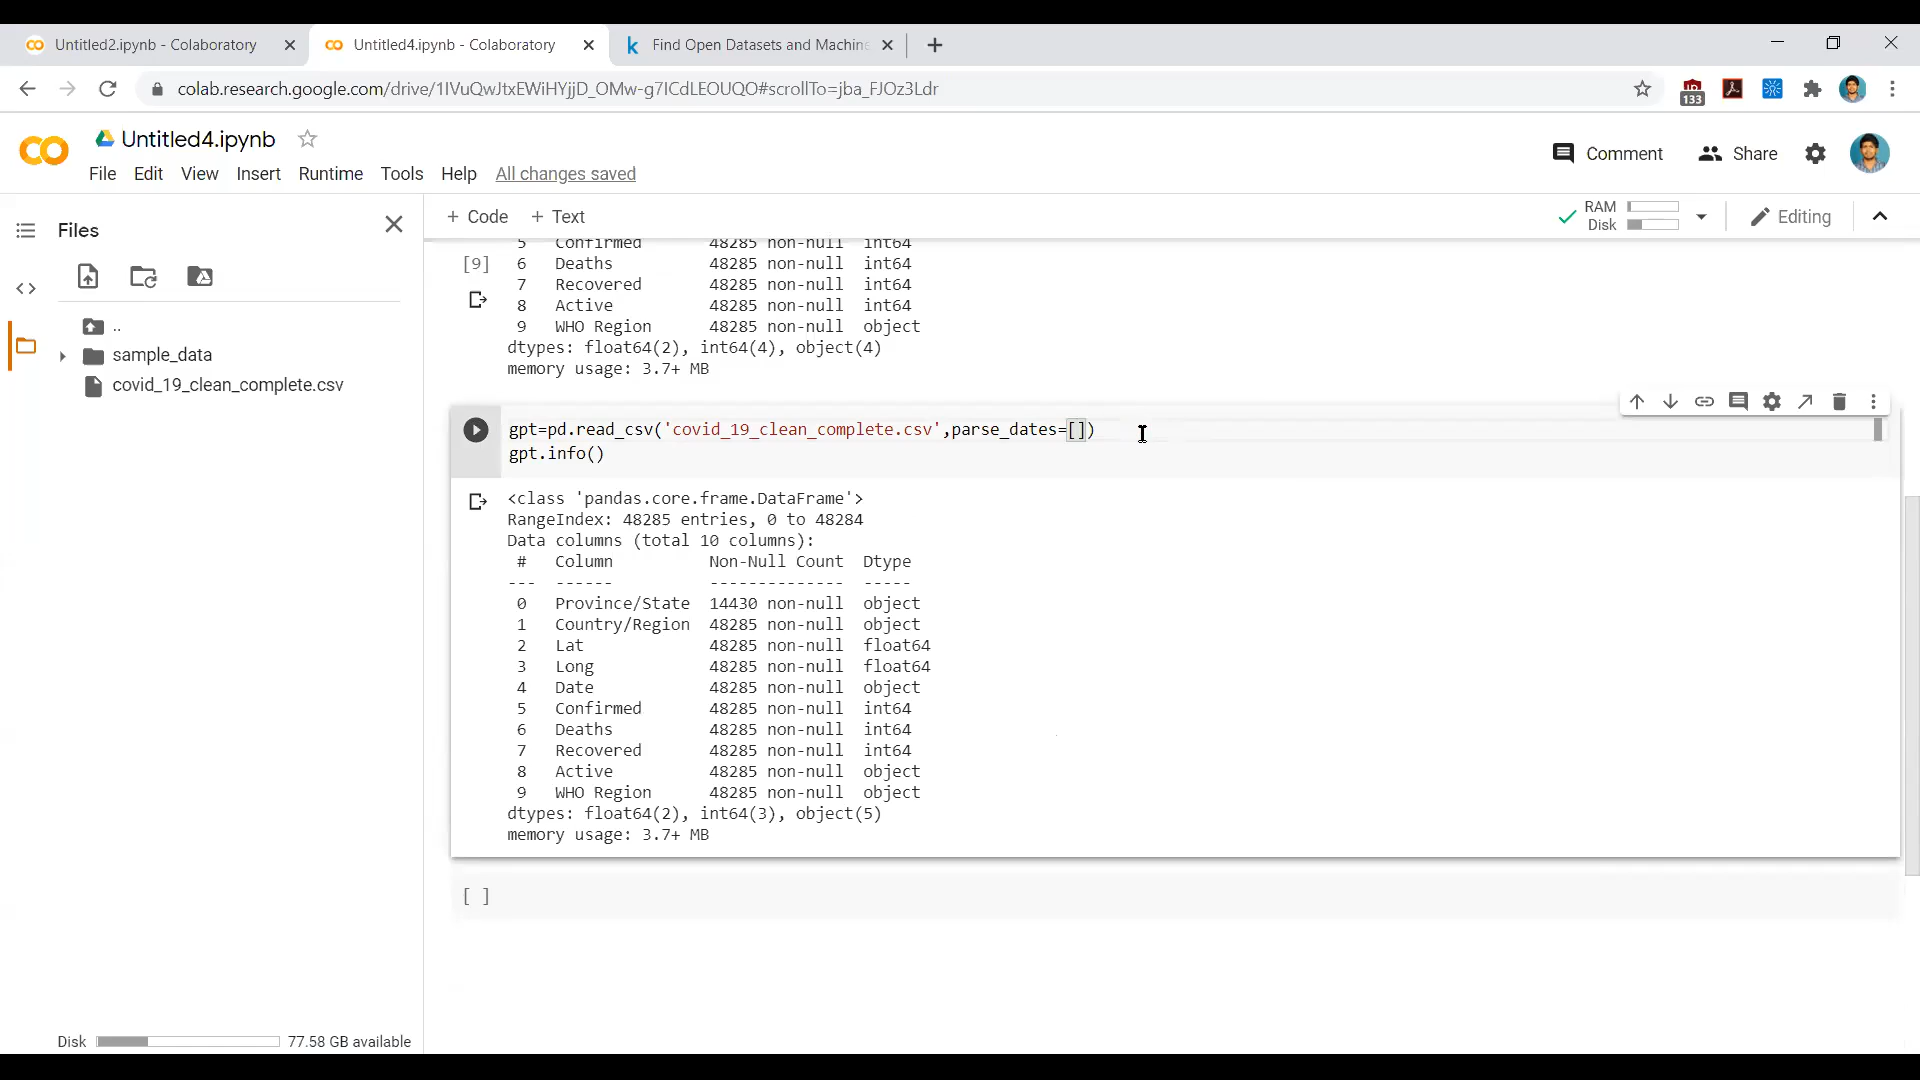 Untitled2.ipynb - Colaboratory
Untitled4.ipynb - Colaboratory
Find Open Datasets and Machin
colab.research.google.com/drive/1IVuQwJtxEWiHYjjD_OMw-g7ICdLEOUQO#scrollTo=jba_FJOz3Ldr
133
Untitled4.ipynb
Comment
Share
File Edit View Insert Runtime Tools Help All changes saved
Files
+ Code + Text
RAM
Disk
Editing
..
sample_data
covid_19_clean_complete.csv
5 Confirmed 48285 non-null int64
[9] 6 Deaths 48285 non-null int64
7 Recovered 48285 non-null int64
8 Active 48285 non-null int64
9 WHO Region 48285 non-null object
dtypes: float64(2), int64(4), object(4)
memory usage: 3.7+ MB
gpt=pd.read_csv('covid_19_clean_complete.csv',parse_dates=[])
gpt.info()
<class 'pandas.core.frame.DataFrame'>
RangeIndex: 48285 entries, 0 to 48284
Data columns (total 10 columns):
# Column Non-Null Count Dtype
--- ------ -------------- -----
0 Province/State 14430 non-null object
1 Country/Region 48285 non-null object
2 Lat 48285 non-null float64
3 Long 48285 non-null float64
4 Date 48285 non-null object
5 Confirmed 48285 non-null int64
6 Deaths 48285 non-null int64
7 Recovered 48285 non-null int64
8 Active 48285 non-null object
9 WHO Region 48285 non-null object
dtypes: float64(2), int64(3), object(5)
memory usage: 3.7+ MB
[ ]
Disk 77.58 GB available